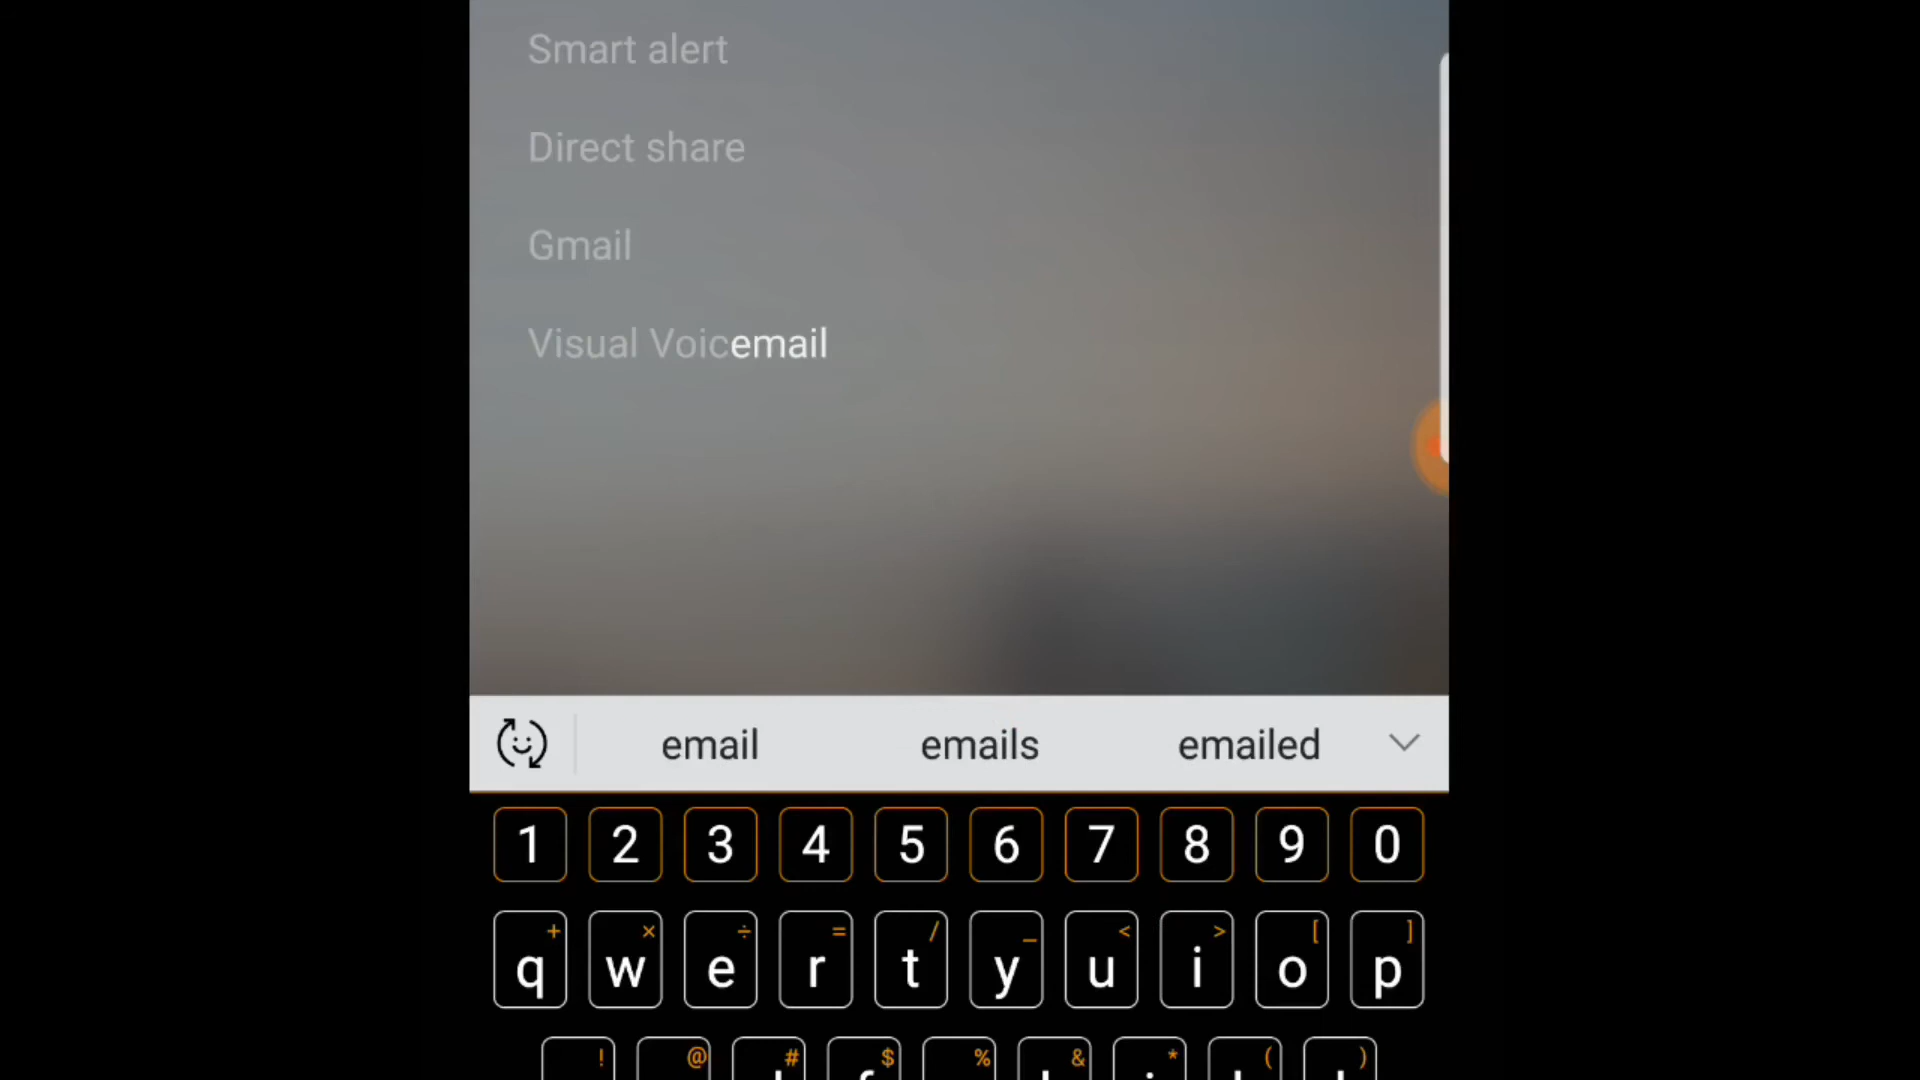 Smart alert
Direct share
Gmail
Visual Voicemail
email emails emailed
1 2 3 4 5 6 7 8 9 0
+ × ÷ = / _ < > [ ]
q w e r t y u i o p
! @ # $ % & * ( )